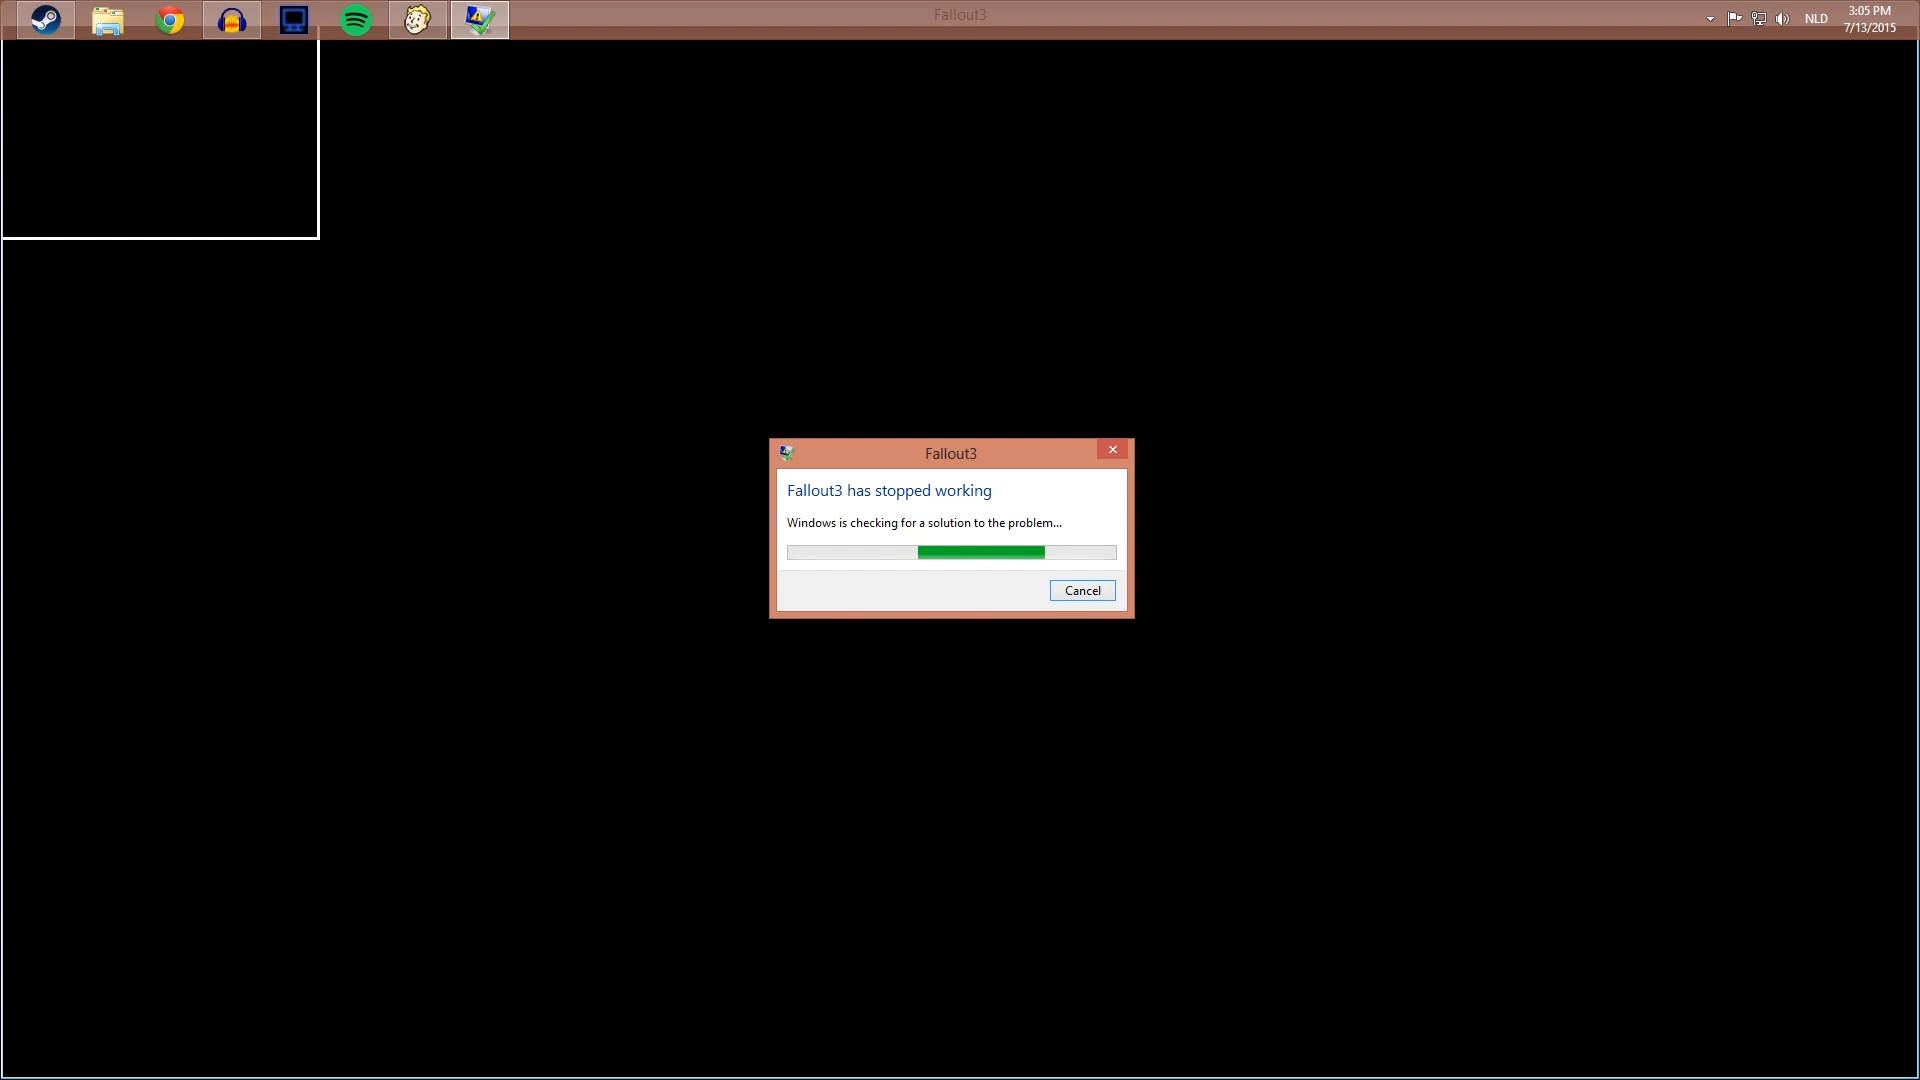 Fallout3
NLD
3:05 PM
7/13/2015
Fallout3
Fallout3 has stopped working
Windows is checking for a solution to the problem...
Cancel